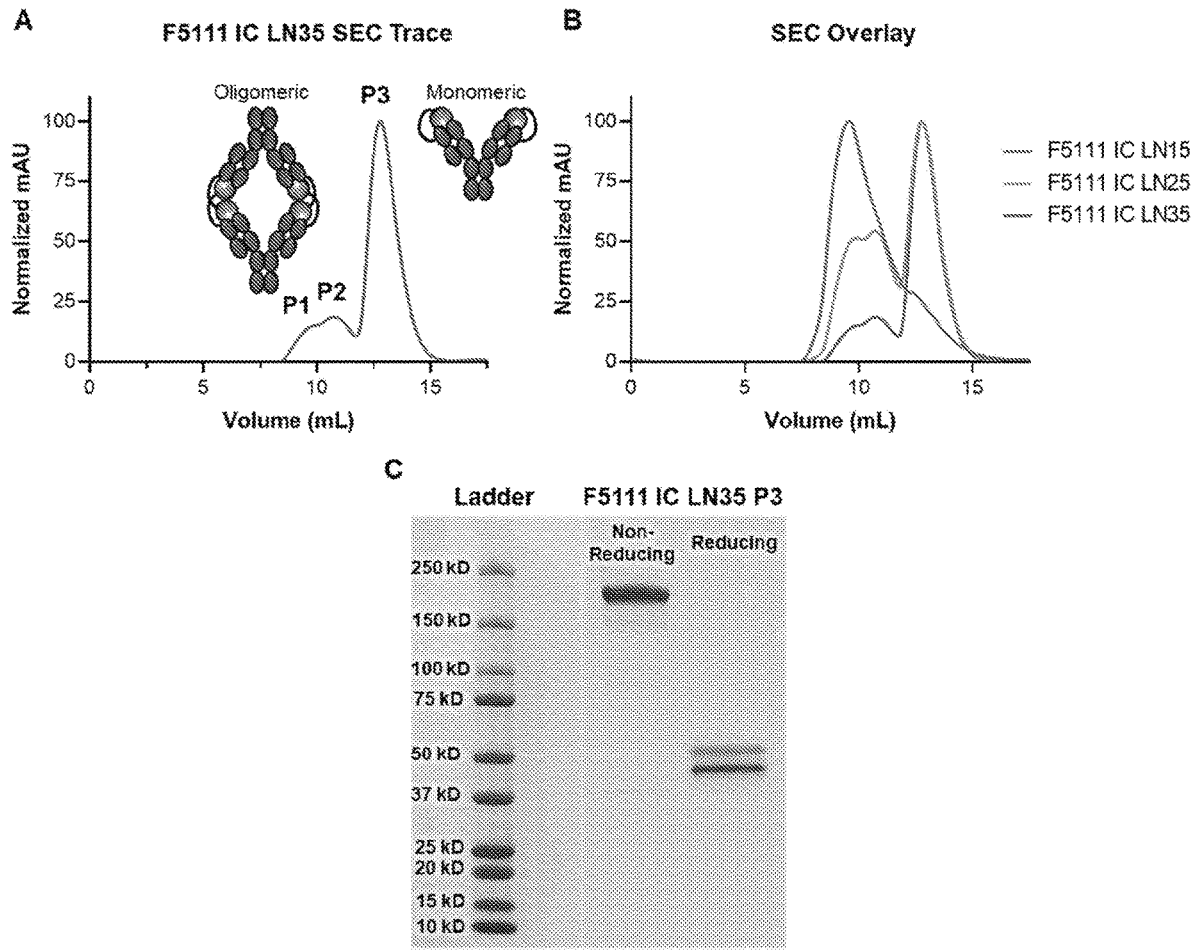 A
F5111 IC LN35 SEC Trace
Oligomeric
P3
Monomeric
P1
P2
Normalized mAU
100
75
50
25
0
0
5
10
15
Volume (mL)
B
SEC Overlay
Normalized mAU
100
75
50
25
0
0
5
10
15
Volume (mL)
F5111 IC LN15
F5111 IC LN25
F5111 IC LN35
C
Ladder
F5111 IC LN35 P3
Non-
Reducing
Reducing
250 kD
150 kD
100 kD
75 kD
50 kD
37 kD
25 kD
20 kD
15 kD
10 kD